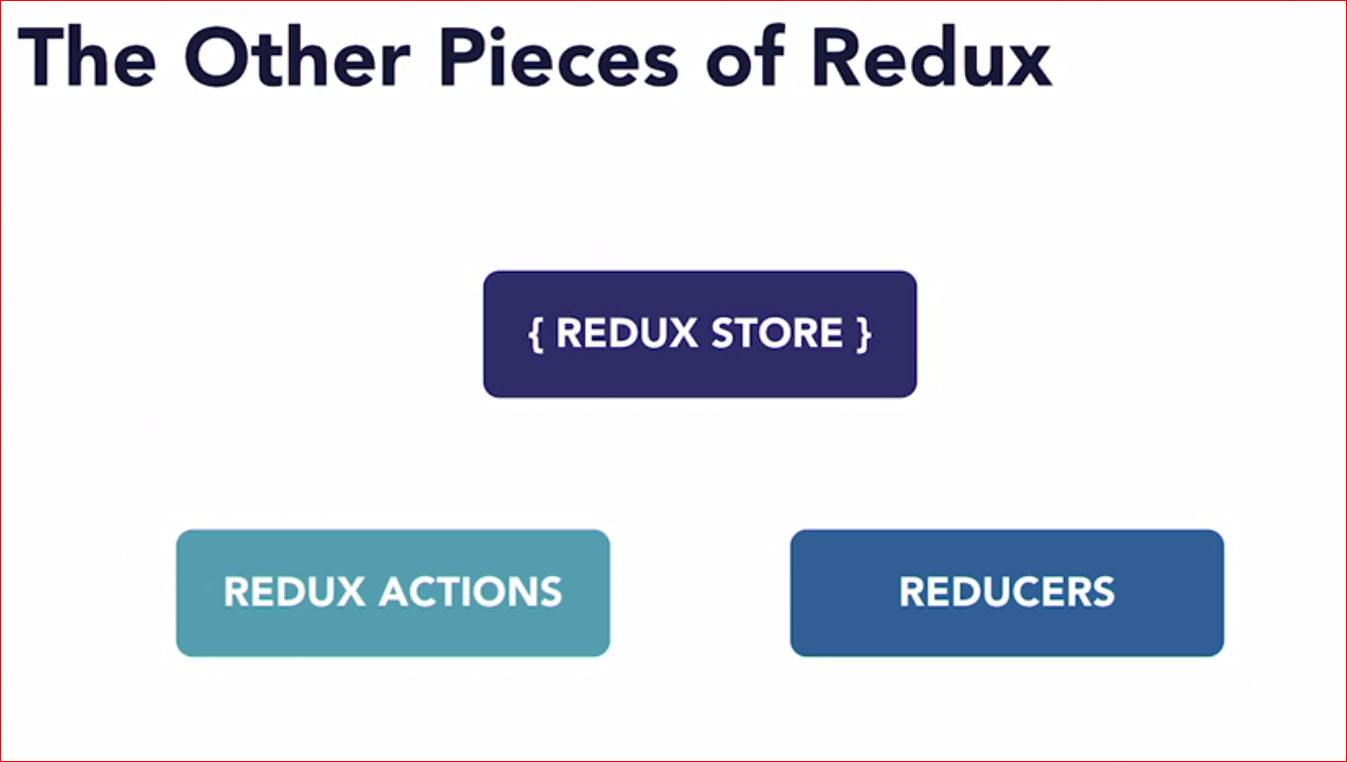 The Other Pieces of Redux
{ REDUX STORE }
REDUX ACTIONS
REDUCERS